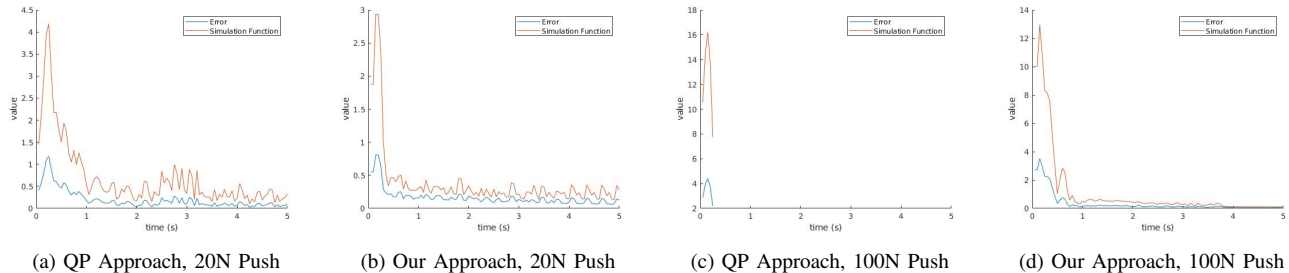 4.5
4
3.5
3
2.5
2
1.5
1
0.5
0
value
0 1 2 3 4 5
time (s)
Error
Simulation Function
(a) QP Approach, 20N Push
3
2.5
2
1.5
1
0.5
0
value
0 1 2 3 4 5
time (s)
Error
Simulation Function
(b) Our Approach, 20N Push
18
16
14
12
10
8
6
4
2
value
0 1 2 3 4 5
time (s)
Error
Simulation Function
(c) QP Approach, 100N Push
14
12
10
8
6
4
2
0
value
0 1 2 3 4 5
time (s)
Error
Simulation Function
(d) Our Approach, 100N Push